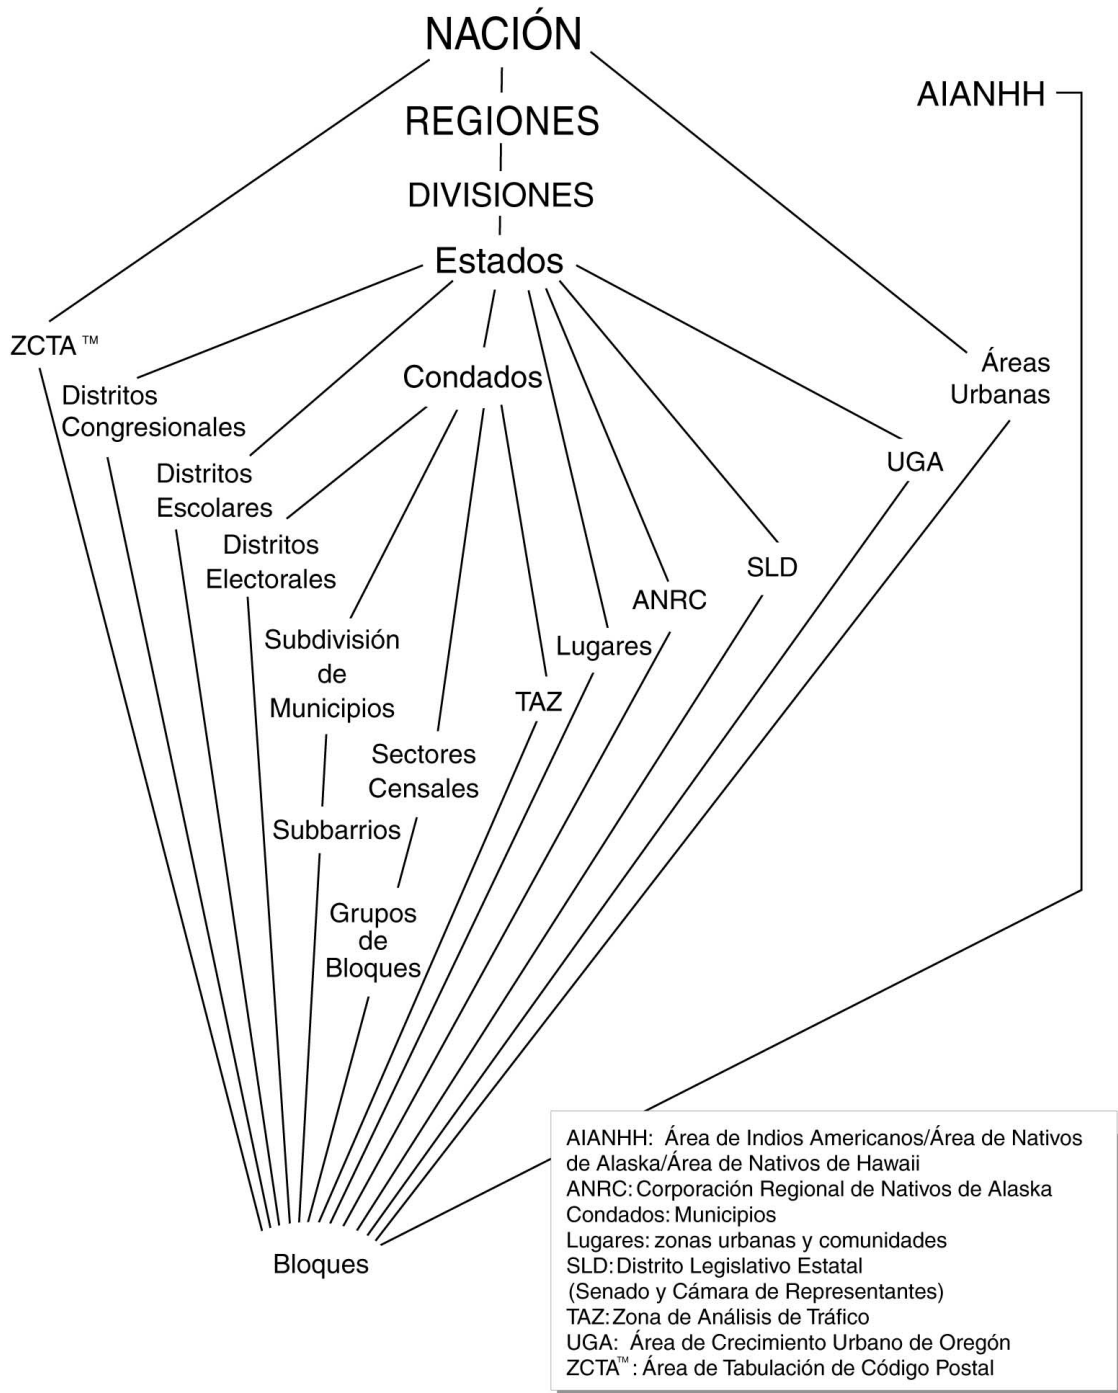 NACIÓN
AIANHH
REGIONES
DIVISIONES
Estados
ZCTA™
Distritos
Congresionales
Condados
Áreas
Urbanas
Distritos
Escolares
UGA
Distritos
Electorales
SLD
ANRC
Subdivisión
de
Municipios
Lugares
TAZ
Sectores
Censales
Subbarrios
Grupos
de
Bloques
Bloques
AIANHH: Área de Indios Americanos/Área de Nativos
de Alaska/Área de Nativos de Hawaii
ANRC: Corporación Regional de Nativos de Alaska
Condados: Municipios
Lugares: zonas urbanas y comunidades
SLD: Distrito Legislativo Estatal
(Senado y Cámara de Representantes)
TAZ: Zona de Análisis de Tráfico
UGA: Área de Crecimiento Urbano de Oregón
ZCTA™: Área de Tabulación de Código Postal